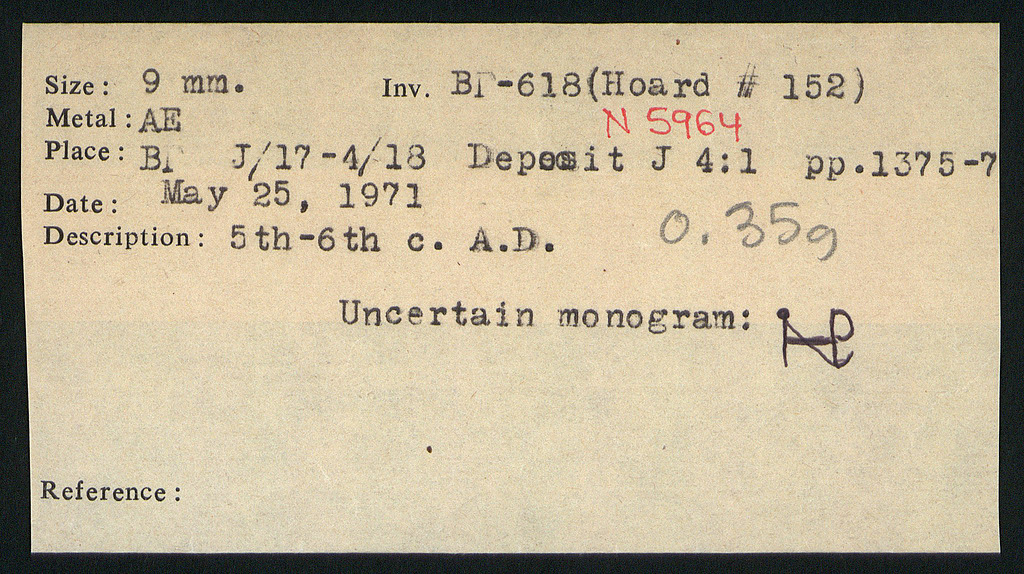 Size: 9 mm. Inv. BΓ-618(Hoard # 152)
Metal: AE N 5964
Place: BΓ J/17-4/18 Deposit J 4:1 pp.1375-7
Date: May 25, 1971
Description: 5th-6th c. A.D. 0.35g
Uncertain monogram:
Reference: